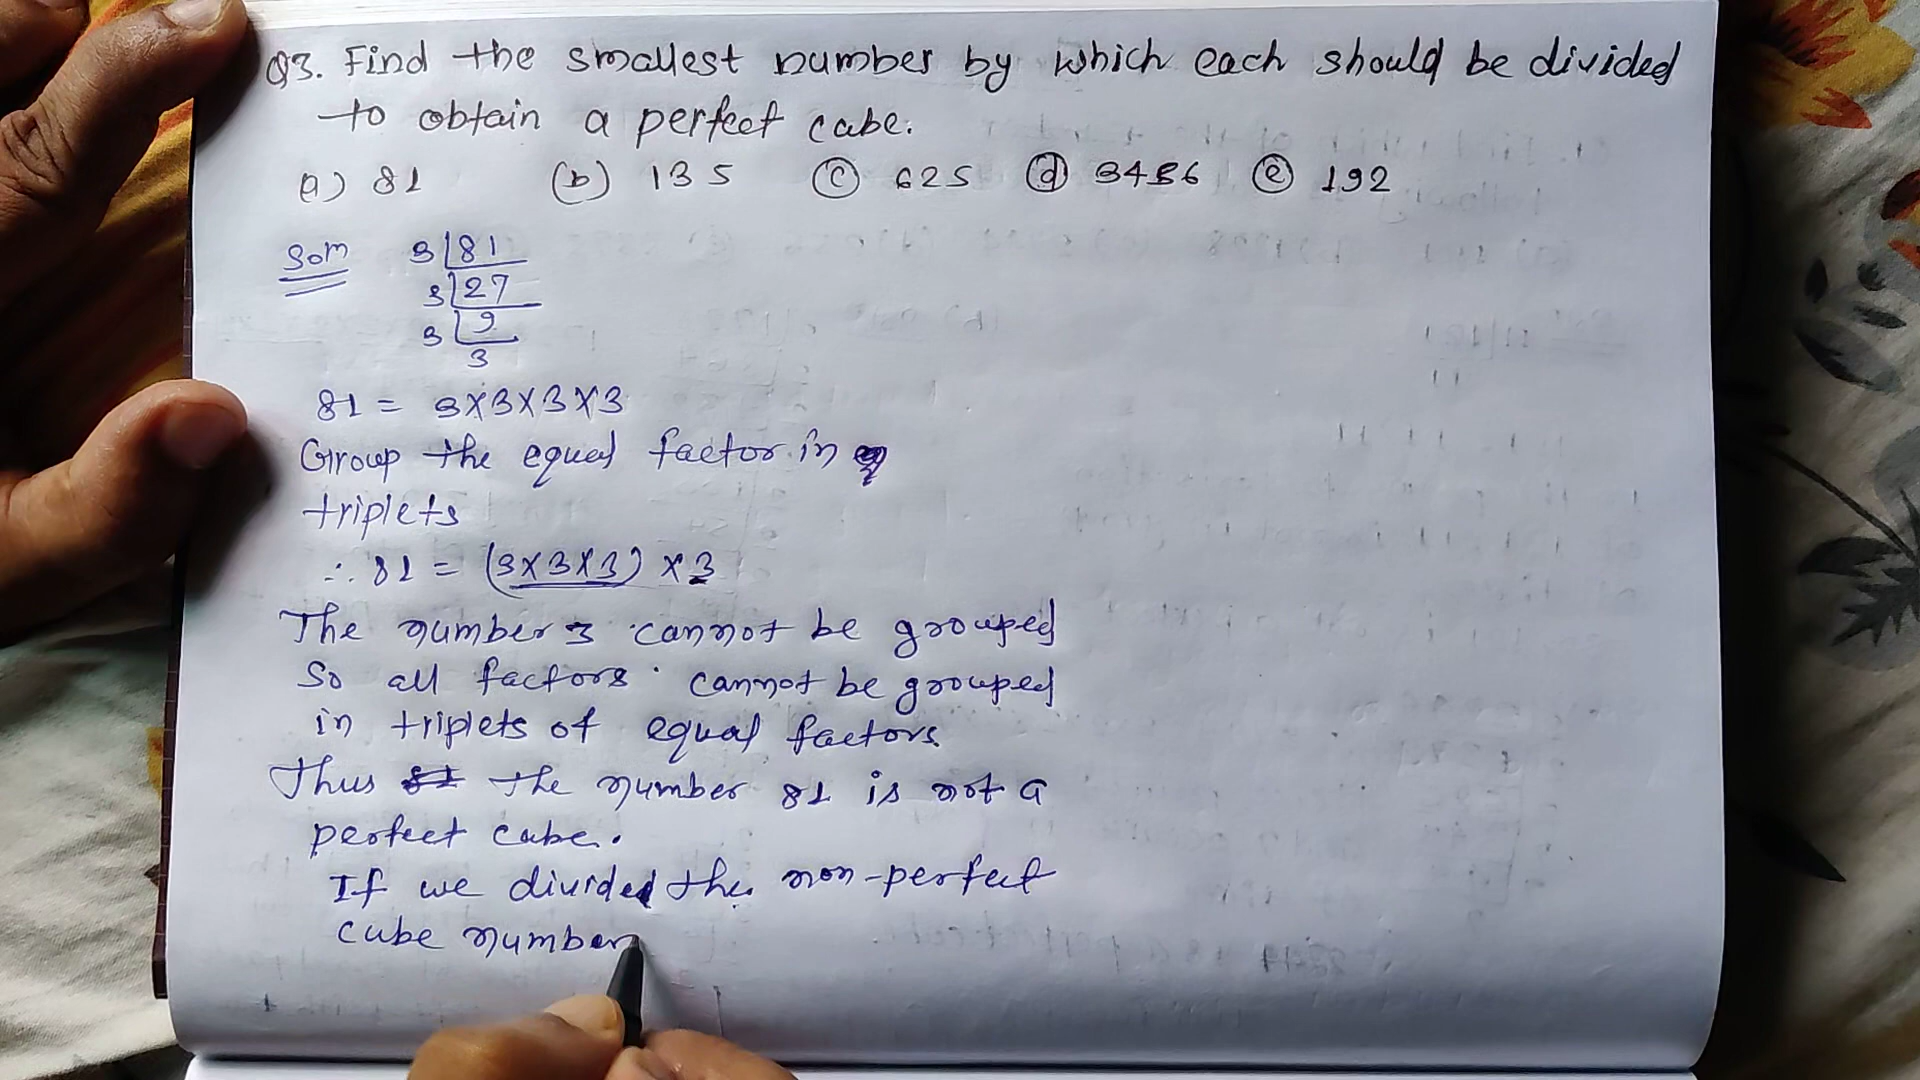 Q3. Find the smallest number by which each should be divided
to obtain a perfect cube.
(a) 81 (b) 135 (c) 625 (d) 3456 (e) 192
Soln 3 81
3 27
3 9
3
81 = 3×3×3×3
Group the equal factor in
triplets
∴ 81 = (3×3×3) ×3
The number 3 cannot be grouped
So all factors cannot be grouped
in triplets of equal factors.
Thus the number 81 is not a
perfect cube.
If we divided the non-perfect
cube number